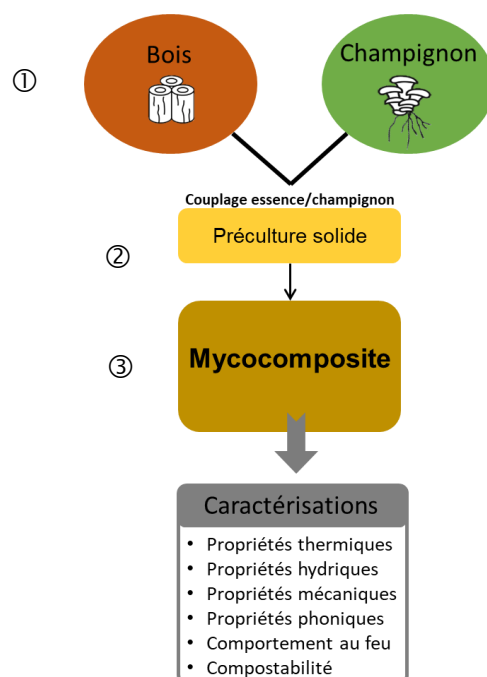 ①
Bois
Champignon
Couplage essence/champignon
Préculture solide
②
Mycocomposite
③
Caractérisations
• Propriétés thermiques
• Propriétés hydriques
• Propriétés mécaniques
• Propriétés phoniques
• Comportement au feu
• Compostabilité